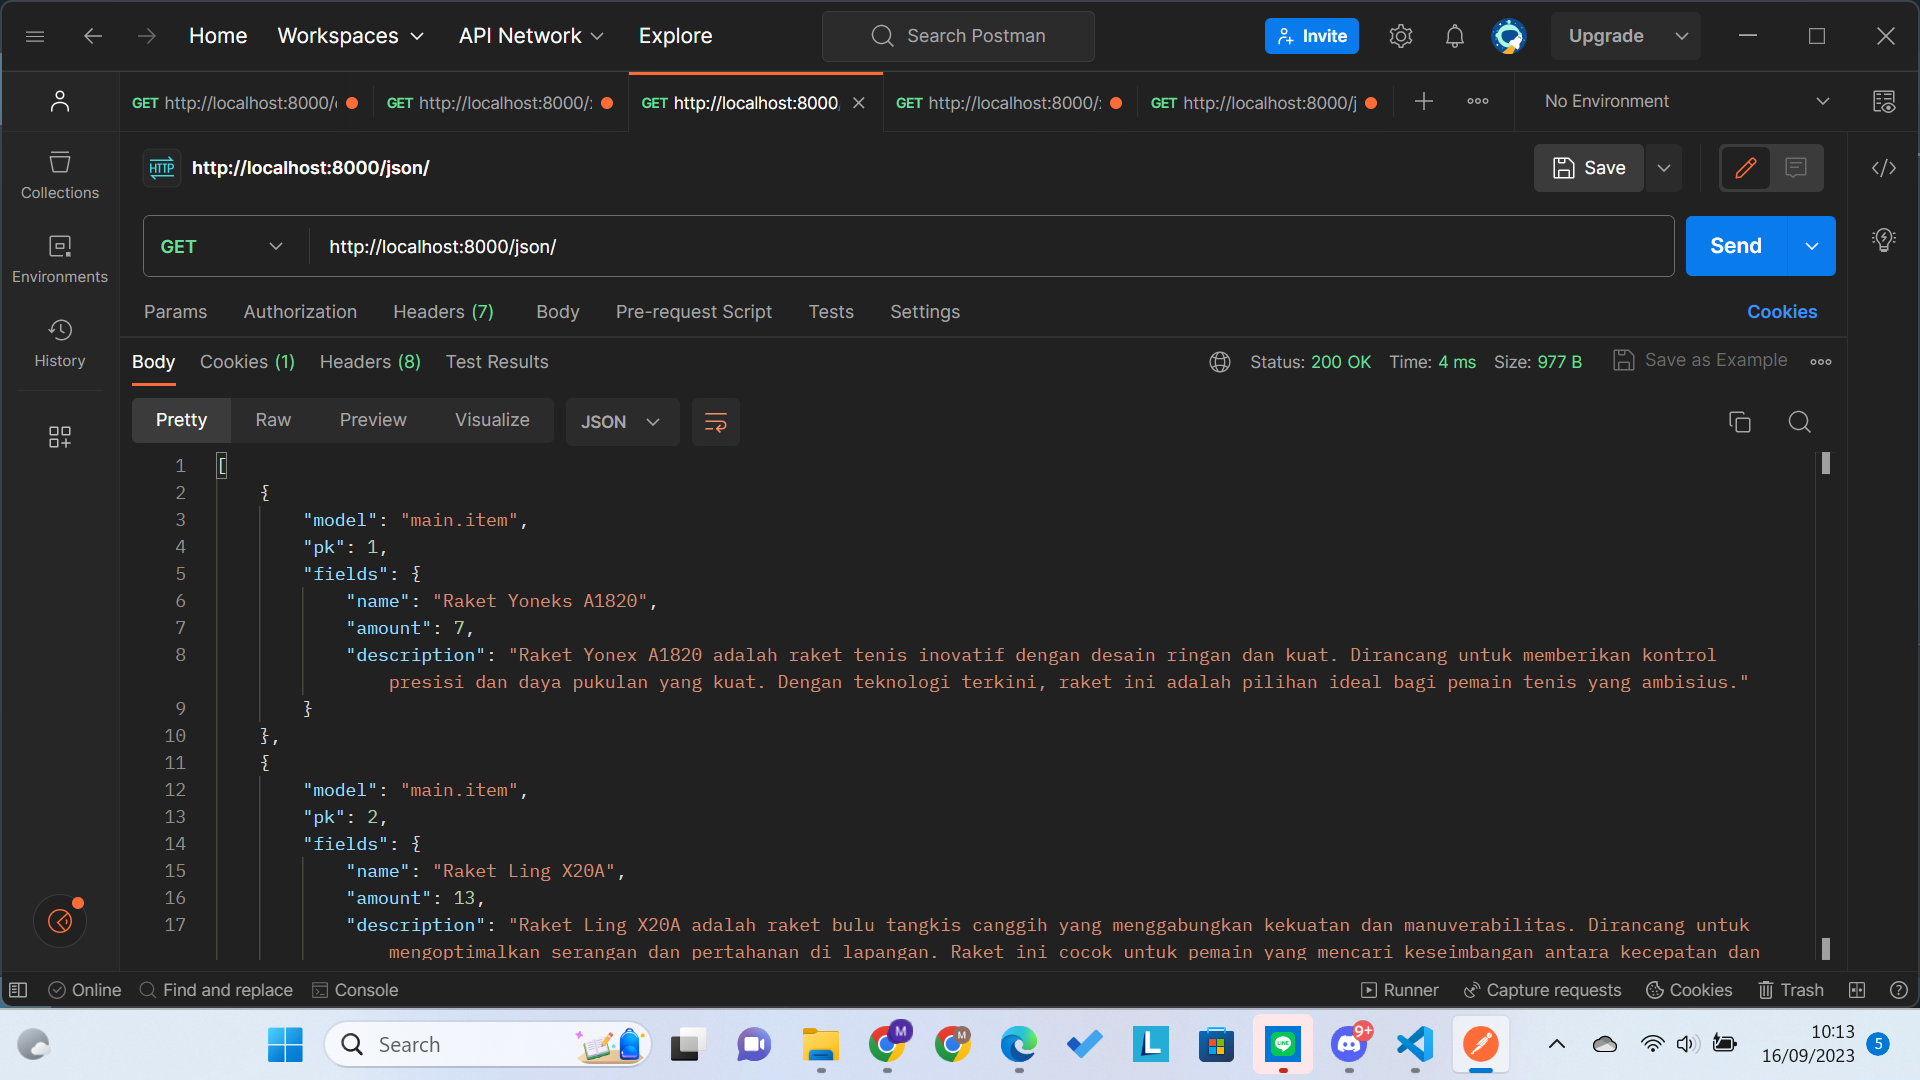 Home Workspaces API Network Explore Search Postman Invite Upgrade
GET http://localhost:8000/ GET http://localhost:8000/ GET http://localhost:8000, GET http://localhost:8000/ GET http://localhost:8000/j No Environment
HTTP http://localhost:8000/json/ Save
GET http://localhost:8000/json/ Send
Params Authorization Headers (7) Body Pre-request Script Tests Settings Cookies
Body Cookies (1) Headers (8) Test Results Status: 200 OK Time: 4 ms Size: 977 B Save as Example
Pretty Raw Preview Visualize JSON
Collections
Environments
History
1 [
2 {
3 "model": "main.item",
4 "pk": 1,
5 "fields": {
6 "name": "Raket Yoneks A1820",
7 "amount": 7,
8 "description": "Raket Yonex A1820 adalah raket tenis inovatif dengan desain ringan dan kuat. Dirancang untuk memberikan kontrol
presisi dan daya pukulan yang kuat. Dengan teknologi terkini, raket ini adalah pilihan ideal bagi pemain tenis yang ambisius."
9 }
10 },
11 {
12 "model": "main.item",
13 "pk": 2,
14 "fields": {
15 "name": "Raket Ling X20A",
16 "amount": 13,
17 "description": "Raket Ling X20A adalah raket bulu tangkis canggih yang menggabungkan kekuatan dan manuverabilitas. Dirancang untuk
mengoptimalkan serangan dan pertahanan di lapangan. Raket ini cocok untuk pemain yang mencari keseimbangan antara kecepatan dan
Online Find and replace Console Runner Capture requests Cookies Trash
Search M M L LINE 9+ 10:13
16/09/2023 5